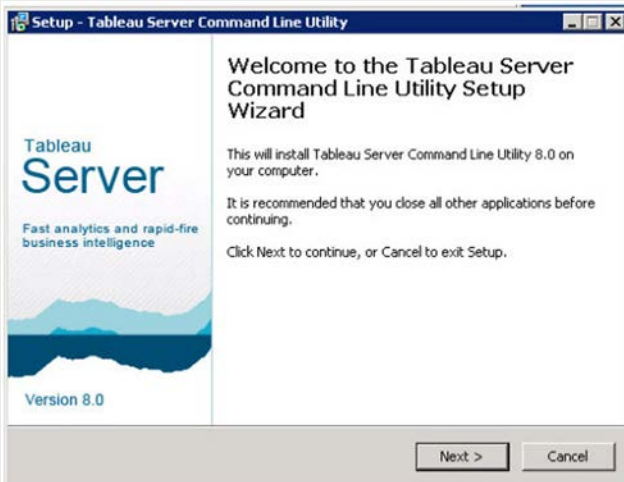 Setup - Tableau Server Command Line Utility
Welcome to the Tableau Server
Command Line Utility Setup
Wizard
This will install Tableau Server Command Line Utility 8.0 on
your computer.
It is recommended that you close all other applications before
continuing.
Click Next to continue, or Cancel to exit Setup.
Tableau
Server
Fast analytics and rapid-fire
business intelligence
Version 8.0
Next >
Cancel